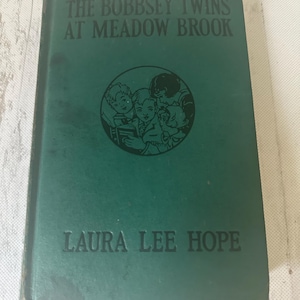 THE BOBBSEY TWINS
AT MEADOW BROOK
LAURA LEE HOPE